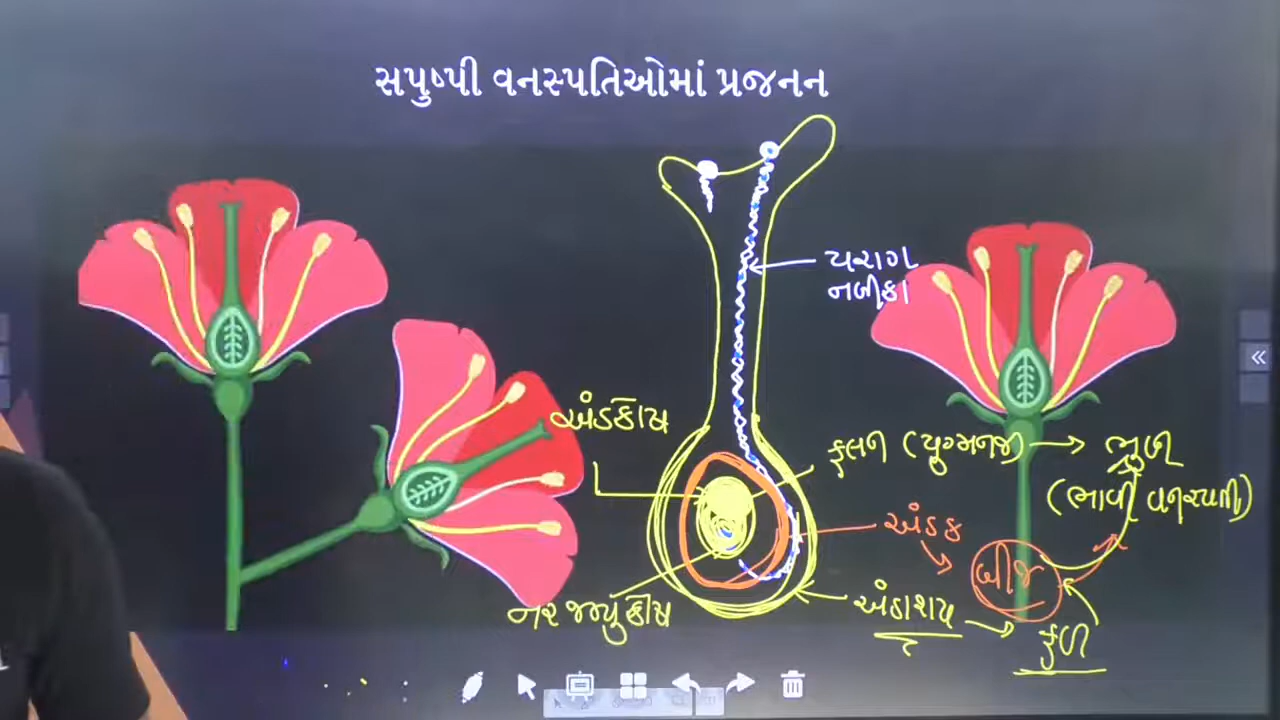 સપુષ્પી વનસ્પતિઓમાં પ્રજનન
પરાગ
નલીકા
અંડકોષ
ફલન (યુગ્મનજ) → ભ્રુણ
(ભાવી વનસ્પતી)
અંડક
બીજ
નર જન્યુકોષ
અંડાશય →
ફળ